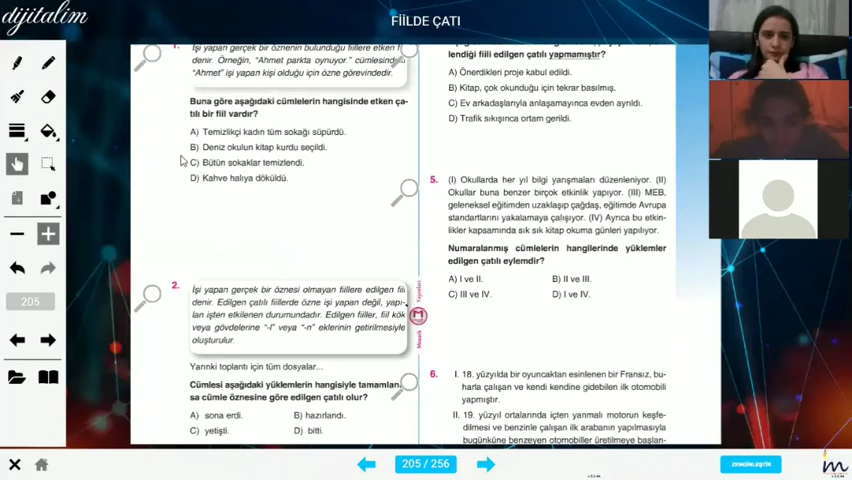 dijitalim
FİİLDE ÇATI
1.
İşi yapan gerçek bir öznenin bulunduğu fiillere etken
denir. Örneğin, "Ahmet parkta oynuyor." cümlesinde
"Ahmet" işi yapan kişi olduğu için özne görevindedir.
Buna göre aşağıdaki cümlelerin hangisinde etken ça-
tılı bir fiil vardır?
A) Temizlikçi kadın tüm sokağı süpürdü.
B) Deniz okulun kitap kurdu seçildi.
C) Bütün sokaklar temizlendi.
D) Kahve halıya döküldü.
2.
İşi yapan gerçek bir öznesi olmayan fiillere edilgen fiil
denir. Edilgen çatılı fiillerde özne işi yapan değil, yapı-
lan işten etkilenen durumundadır. Edilgen fiiller, fiil kök
veya gövdelerine "-l" veya "-n" eklerinin getirilmesiyle
oluşturulur.
Yarınki toplantı için tüm dosyalar...
Cümlesi aşağıdaki yüklemlerin hangisiyle tamamlanır-
sa cümle öznesine göre edilgen çatılı olur?
A) sona erdi.
B) hazırlandı.
C) yetişti.
D) bitti.
lendiği fiili edilgen çatılı yapmamıştır?
A) Önerdikleri proje kabul edildi.
B) Kitap, çok okunduğu için tekrar basılmış.
C) Ev arkadaşlarıyla anlaşamayınca evden ayrıldı.
D) Trafik sıkışınca ortam gerildi.
5.
(I) Okullarda her yıl bilgi yarışmaları düzenleniyor. (II)
Okullar buna benzer birçok etkinlik yapıyor. (III) MEB,
geleneksel eğitimden uzaklaşıp çağdaş, eğitimde Avrupa
standartlarını yakalamaya çalışıyor. (IV) Ayrıca bu etkin-
likler kapsamında sık sık kitap okuma günleri yapılıyor.
Numaralanmış cümlelerin hangilerinde yüklemler
edilgen çatılı eylemdir?
A) I ve II.
B) II ve III.
C) III ve IV.
D) I ve IV.
6.
I. 18. yüzyılda bir oyuncaktan esinlenen bir Fransız, bu-
harla çalışan ve kendi kendine gidebilen ilk otomobili
yapmıştır.
II. 19. yüzyıl ortalarında içten yanmalı motorun keşfe-
dilmesi ve benzinle çalışan ilk arabanın yapılmasıyla
bugünküne benzeyen otomobiller üretilmeye başlan-
Mozaik Yayınları
205
205 / 256
ZENGİNLEŞTİR